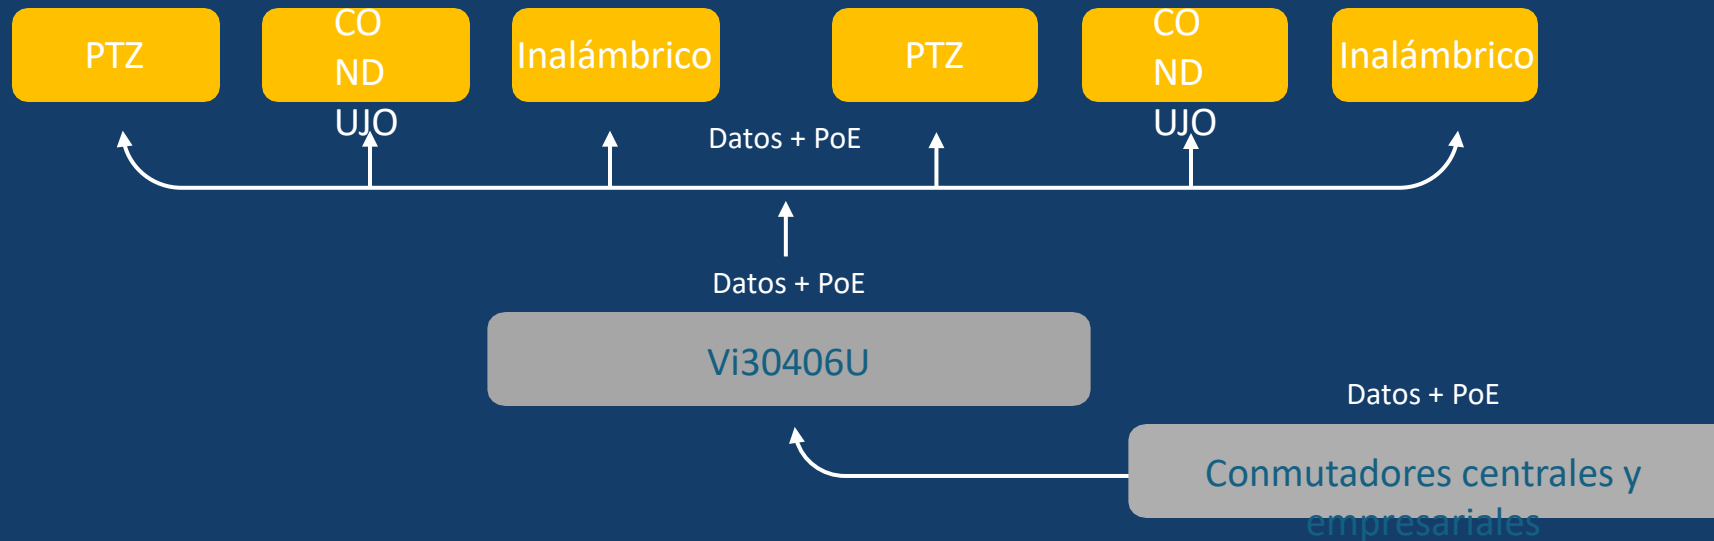 PTZ
CO
ND
UJO
Inalámbrico
PTZ
CO
ND
UJO
Inalámbrico
Datos + PoE
Datos + PoE
Vi30406U
Datos + PoE
Conmutadores centrales y
empresariales